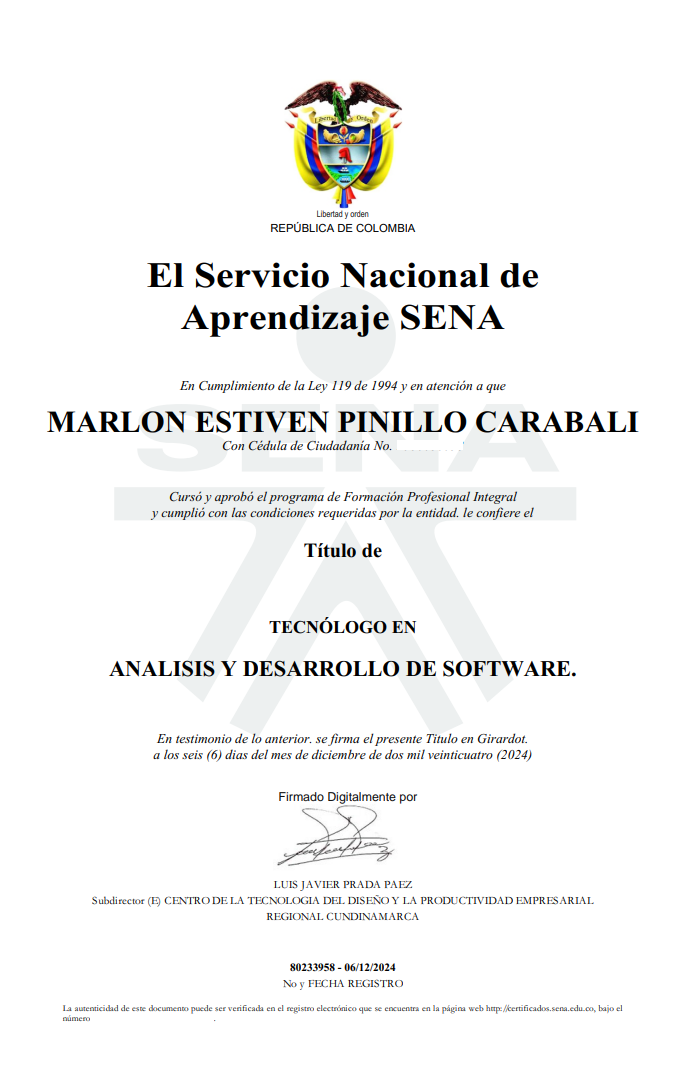 Libertad y Orden
Libertad y orden
REPÚBLICA DE COLOMBIA
El Servicio Nacional de
Aprendizaje SENA
En Cumplimiento de la Ley 119 de 1994 y en atención a que
MARLON ESTIVEN PINILLO CARABALI
Con Cédula de Ciudadanía No.
SENA
Cursó y aprobó el programa de Formación Profesional Integral
y cumplió con las condiciones requeridas por la entidad. le confiere el
Título de
TECNÓLOGO EN
ANALISIS Y DESARROLLO DE SOFTWARE.
En testimonio de lo anterior. se firma el presente Título en Girardot.
a los seis (6) dias del mes de diciembre de dos mil veinticuatro (2024)
Firmado Digitalmente por
LUIS JAVIER PRADA PAEZ
Subdirector (E) CENTRO DE LA TECNOLOGIA DEL DISEÑO Y LA PRODUCTIVIDAD EMPRESARIAL
REGIONAL CUNDINAMARCA
80233958 - 06/12/2024
No y FECHA REGISTRO
La autenticidad de este documento puede ser verificada en el registro electrónico que se encuentra en la página web http://certificados.sena.edu.co, bajo el
número .